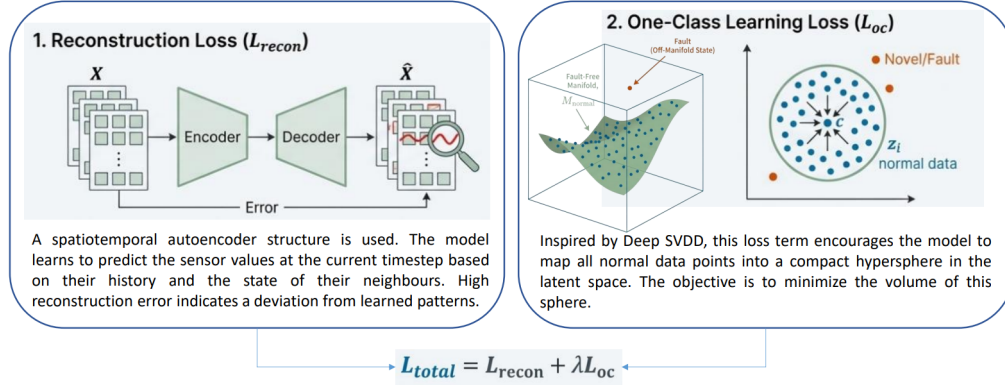 1. Reconstruction Loss (L_recon)
X
X̂
Encoder
Decoder
Error
A spatiotemporal autoencoder structure is used. The model
learns to predict the sensor values at the current timestep based
on their history and the state of their neighbours. High
reconstruction error indicates a deviation from learned patterns.
2. One-Class Learning Loss (L_oc)
Fault
(Off-Manifold State)
Fault-Free
Manifold,
M_normal
Novel/Fault
c
z_i
normal data
Inspired by Deep SVDD, this loss term encourages the model to
map all normal data points into a compact hypersphere in the
latent space. The objective is to minimize the volume of this
sphere.
L_total = L_recon + λL_oc